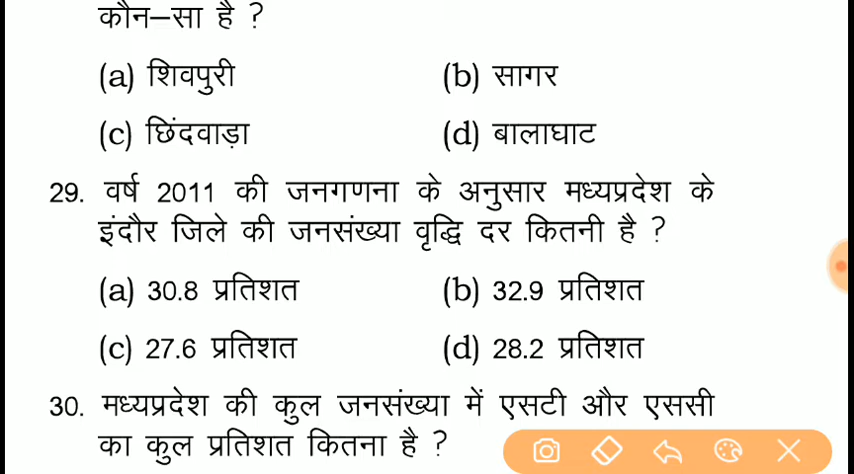 कौन–सा है ?
(a) शिवपुरी (b) सागर
(c) छिंदवाड़ा (d) बालाघाट
29. वर्ष 2011 की जनगणना के अनुसार मध्यप्रदेश के
इंदौर जिले की जनसंख्या वृद्धि दर कितनी है ?
(a) 30.8 प्रतिशत (b) 32.9 प्रतिशत
(c) 27.6 प्रतिशत (d) 28.2 प्रतिशत
30. मध्यप्रदेश की कुल जनसंख्या में एसटी और एससी
का कुल प्रतिशत कितना है ?